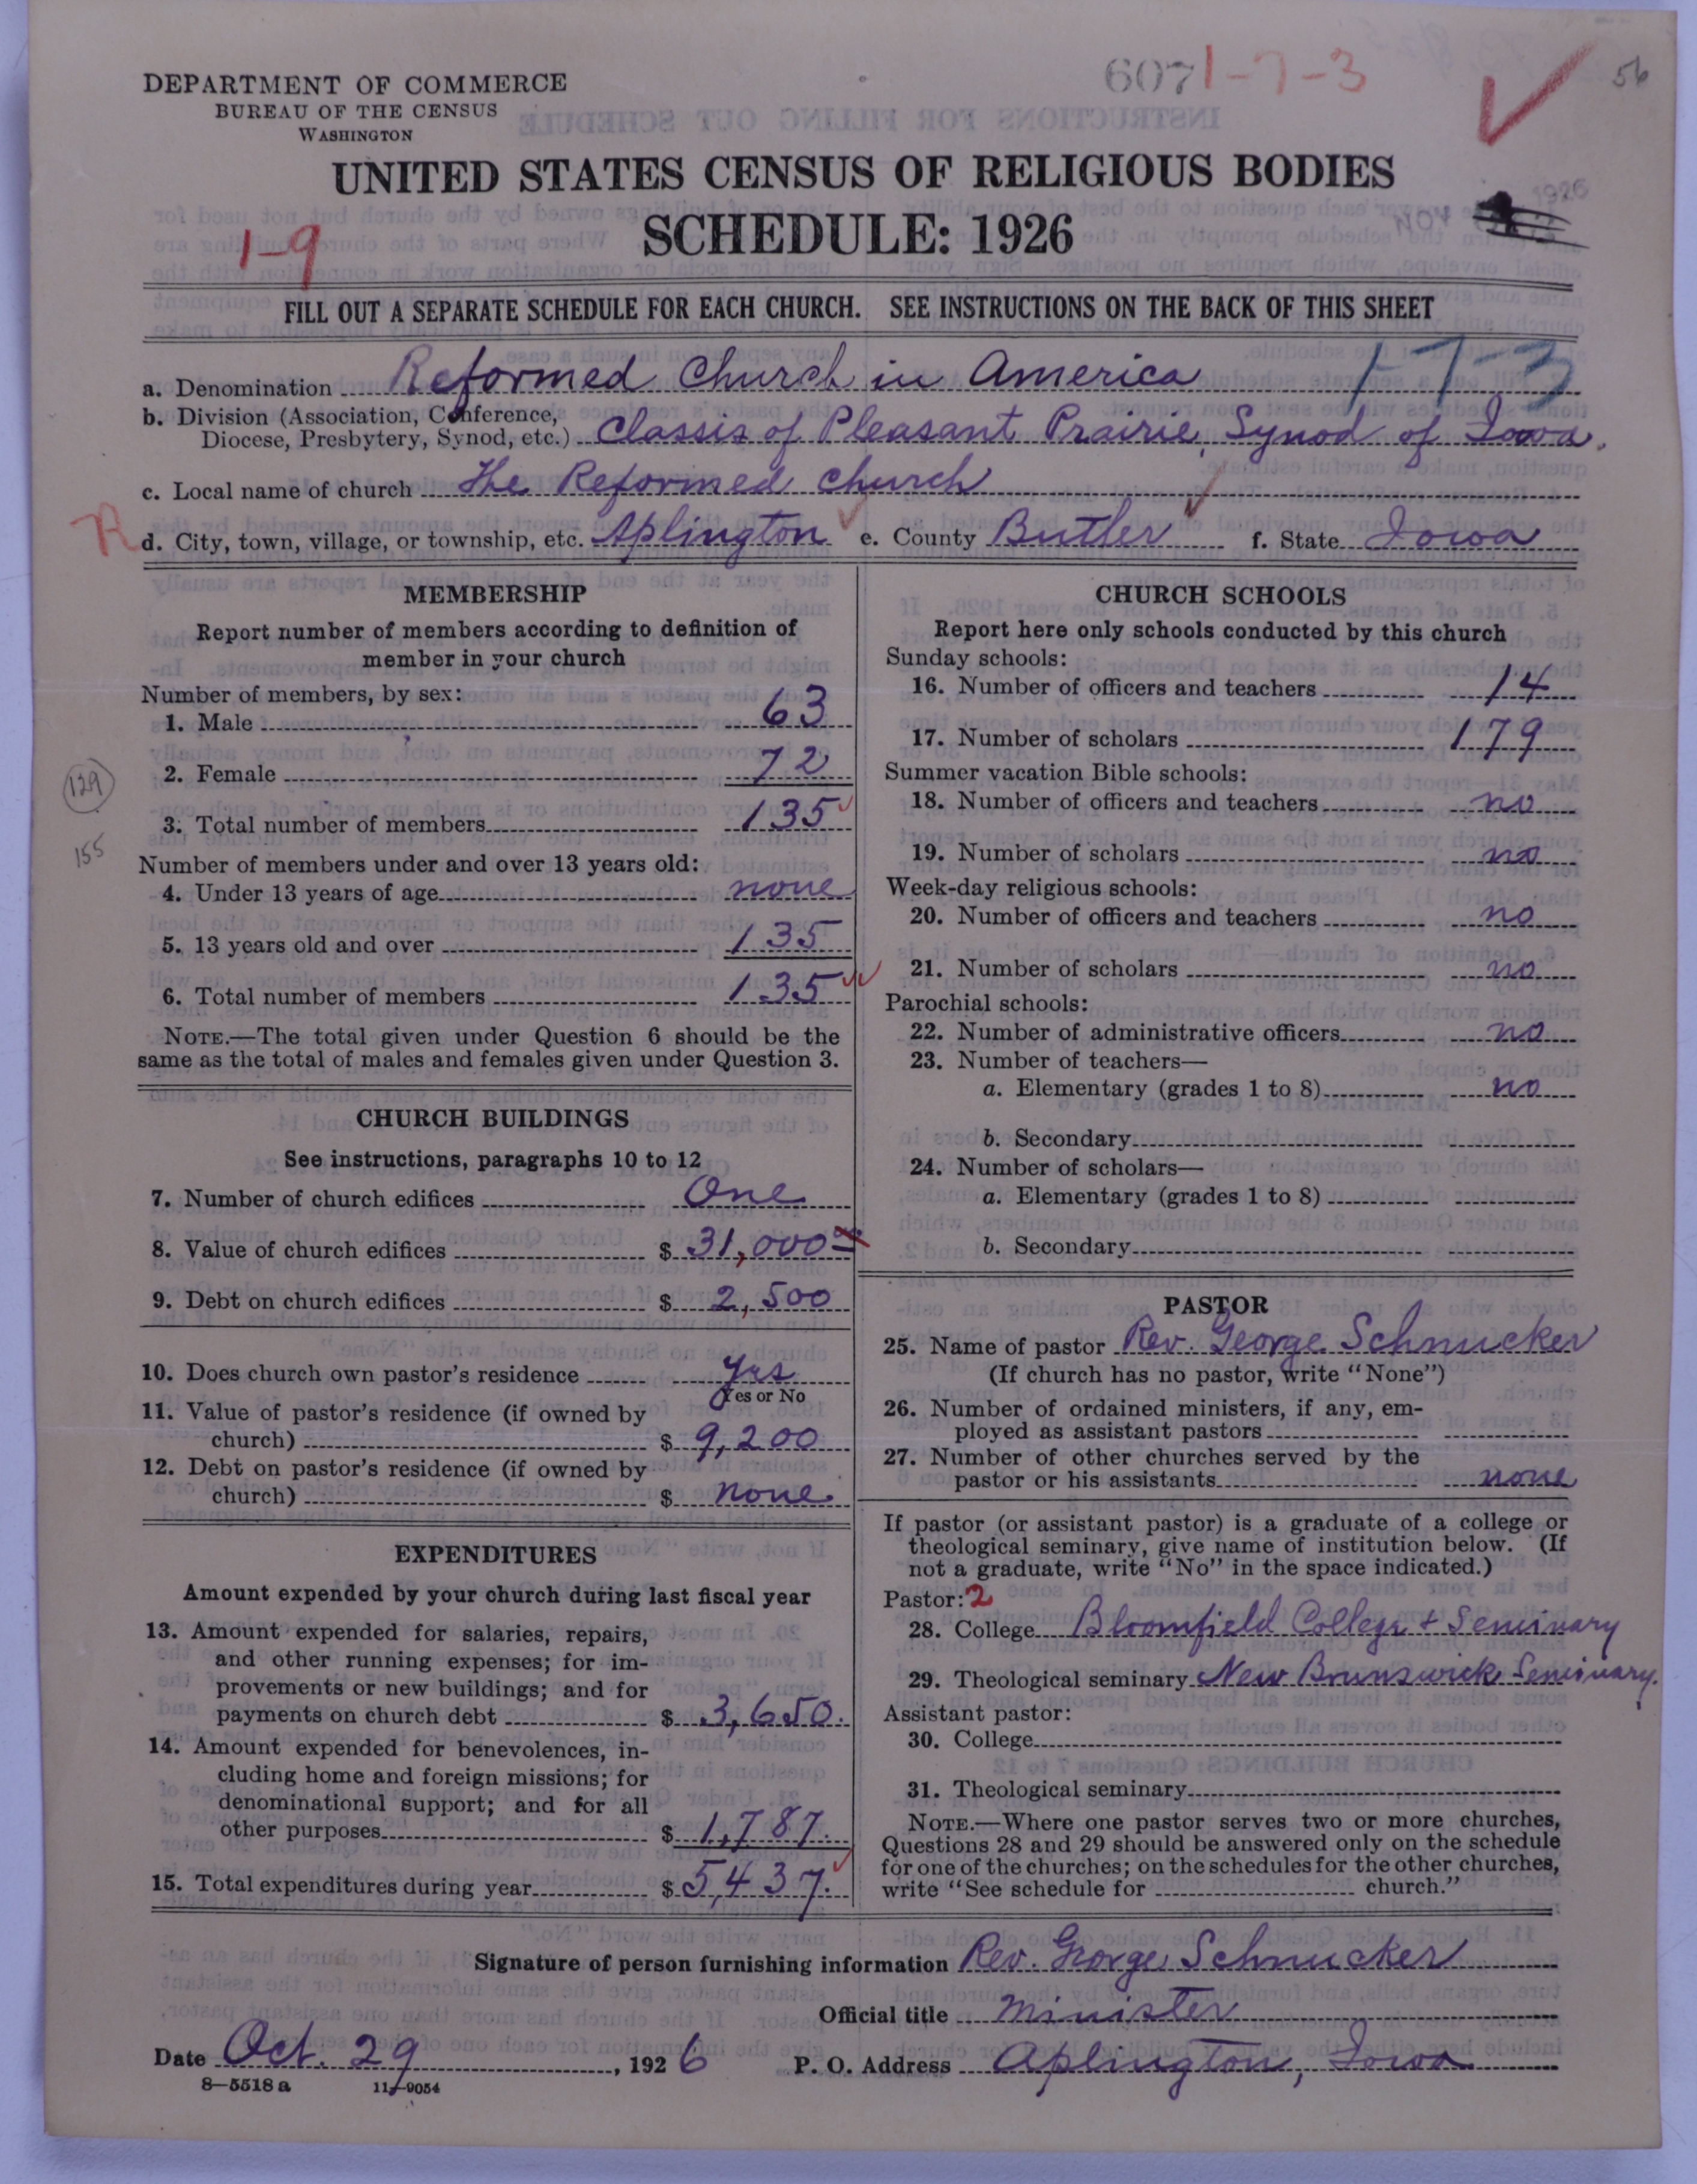 6071-7-3
56
DEPARTMENT OF COMMERCE
BUREAU OF THE CENSUS
WASHINGTON
UNITED STATES CENSUS OF RELIGIOUS BODIES
SCHEDULE: 1926
NOV 1926
1-9
FILL OUT A SEPARATE SCHEDULE FOR EACH CHURCH. SEE INSTRUCTIONS ON THE BACK OF THIS SHEET
a. Denomination Reformed Church in America 1-7-3
b. Division (Association, Conference,
Diocese, Presbytery, Synod, etc.) Classis of Pleasant Prairie, Synod of Iowa.
c. Local name of church The Reformed Church
R d. City, town, village, or township, etc. Aplington e. County Butler f. State Iowa
MEMBERSHIP
Report number of members according to definition of
member in your church
Number of members, by sex:
1. Male 63
2. Female 72
129
3. Total number of members 135
155
Number of members under and over 13 years old:
4. Under 13 years of age none
5. 13 years old and over 135
6. Total number of members 135
NOTE.—The total given under Question 6 should be the
same as the total of males and females given under Question 3.
CHURCH BUILDINGS
See instructions, paragraphs 10 to 12
7. Number of church edifices One
8. Value of church edifices $ 31,000
9. Debt on church edifices $ 2,500
10. Does church own pastor's residence Yes
Yes or No
11. Value of pastor's residence (if owned by
church) $ 9,200
12. Debt on pastor's residence (if owned by
church) $ none
EXPENDITURES
Amount expended by your church during last fiscal year
13. Amount expended for salaries, repairs,
and other running expenses; for im-
provements or new buildings; and for
payments on church debt $ 3,650.
14. Amount expended for benevolences, in-
cluding home and foreign missions; for
denominational support; and for all
other purposes $ 1,787.
15. Total expenditures during year $ 5,437.
CHURCH SCHOOLS
Report here only schools conducted by this church
Sunday schools:
16. Number of officers and teachers 14
17. Number of scholars 179
Summer vacation Bible schools:
18. Number of officers and teachers no
19. Number of scholars no
Week-day religious schools:
20. Number of officers and teachers no
21. Number of scholars no
Parochial schools:
22. Number of administrative officers no
23. Number of teachers—
a. Elementary (grades 1 to 8) no
b. Secondary
24. Number of scholars—
a. Elementary (grades 1 to 8)
b. Secondary
PASTOR
25. Name of pastor Rev. George Schnucker
(If church has no pastor, write "None")
26. Number of ordained ministers, if any, em-
ployed as assistant pastors
27. Number of other churches served by the
pastor or his assistants none
If pastor (or assistant pastor) is a graduate of a college or
theological seminary, give name of institution below. (If
not a graduate, write "No" in the space indicated.)
Pastor: 2
28. College Bloomfield College + Seminary
29. Theological seminary New Brunswick Seminary.
Assistant pastor:
30. College
31. Theological seminary
NOTE.—Where one pastor serves two or more churches,
Questions 28 and 29 should be answered only on the schedule
for one of the churches; on the schedules for the other churches,
write "See schedule for church."
Signature of person furnishing information Rev. George Schnucker
Official title Minister
Date Oct. 29, 1926 P. O. Address Aplington, Iowa
8—5518 a 11—9054